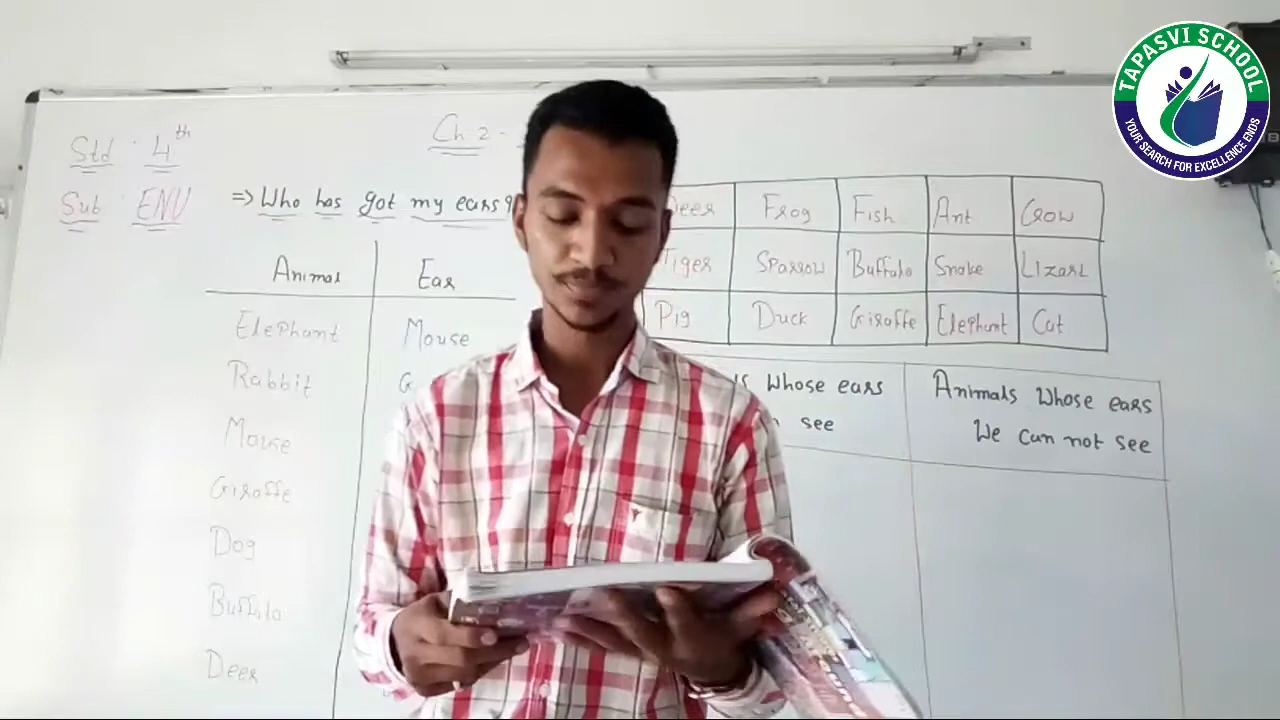 TAPASVI SCHOOL
YOUR SEARCH FOR EXCELLENCE ENDS
Std : 4th
Sub : ENV
Ch 2 -
⇒ Who has got my ears?
Animal Ear
Elephant Mouse
Rabbit G
Mouse
Giraffe
Dog
Buffalo
Deer
Deer Frog Fish Ant Crow
Tiger Sparrow Buffalo Snake Lizard
Pig Duck Giraffe Elephant Cat
s whose ears
see
Animals whose ears
We can not see